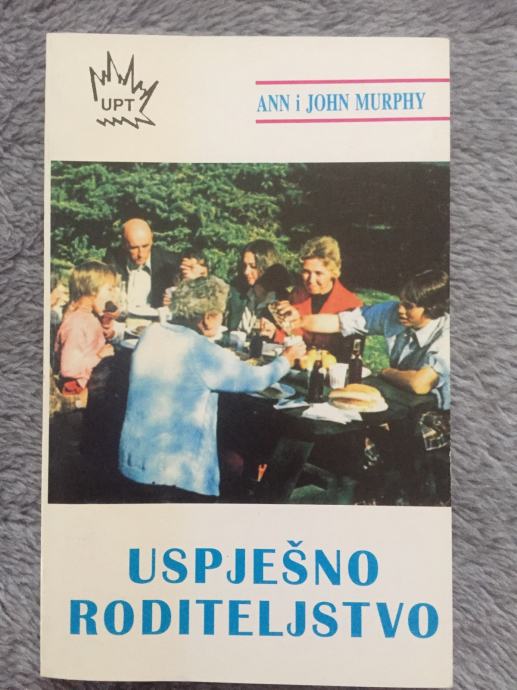 UPT
ANN i JOHN MURPHY
USPJEŠNO
RODITELJSTVO